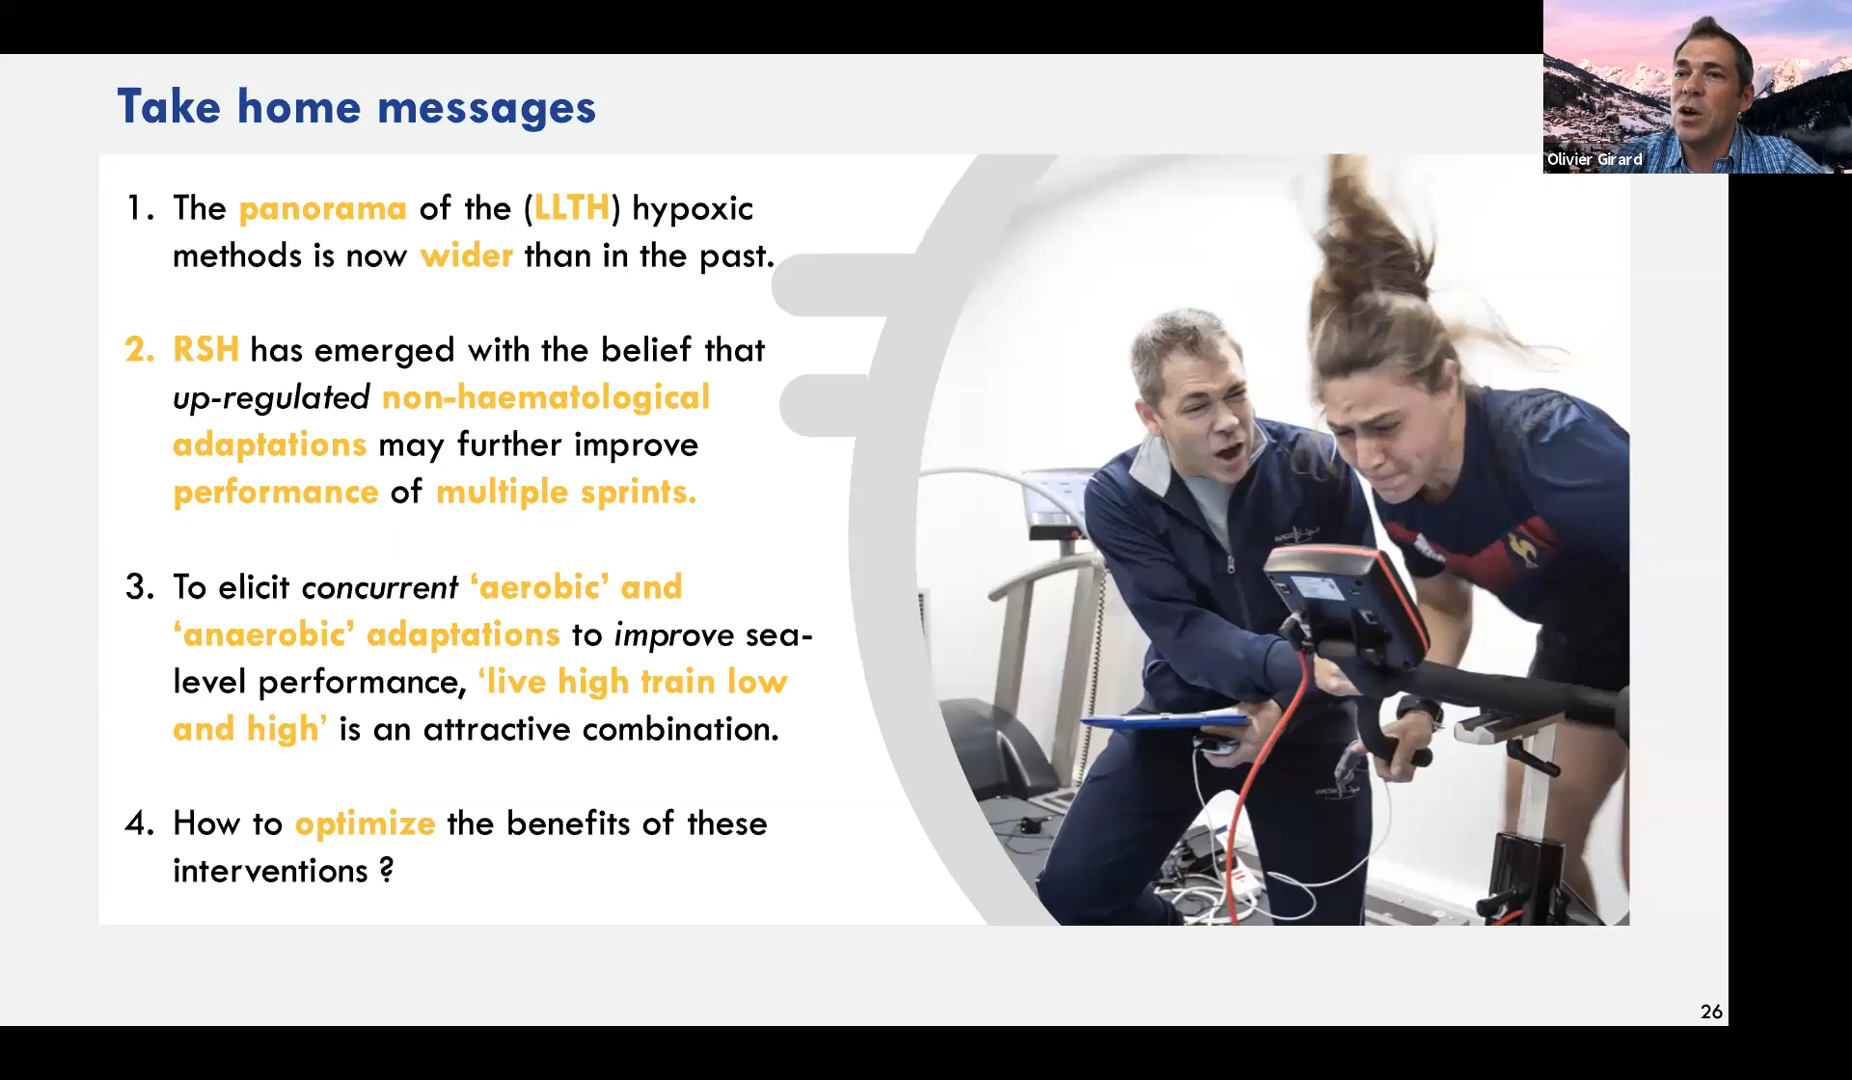 Take home messages
Olivier Girard
1. The panorama of the (LLTH) hypoxic
methods is now wider than in the past.
2. RSH has emerged with the belief that
up-regulated non-haematological
adaptations may further improve
performance of multiple sprints.
3. To elicit concurrent ‘aerobic’ and
‘anaerobic’ adaptations to improve sea-
level performance, ‘live high train low
and high’ is an attractive combination.
4. How to optimize the benefits of these
interventions ?
26